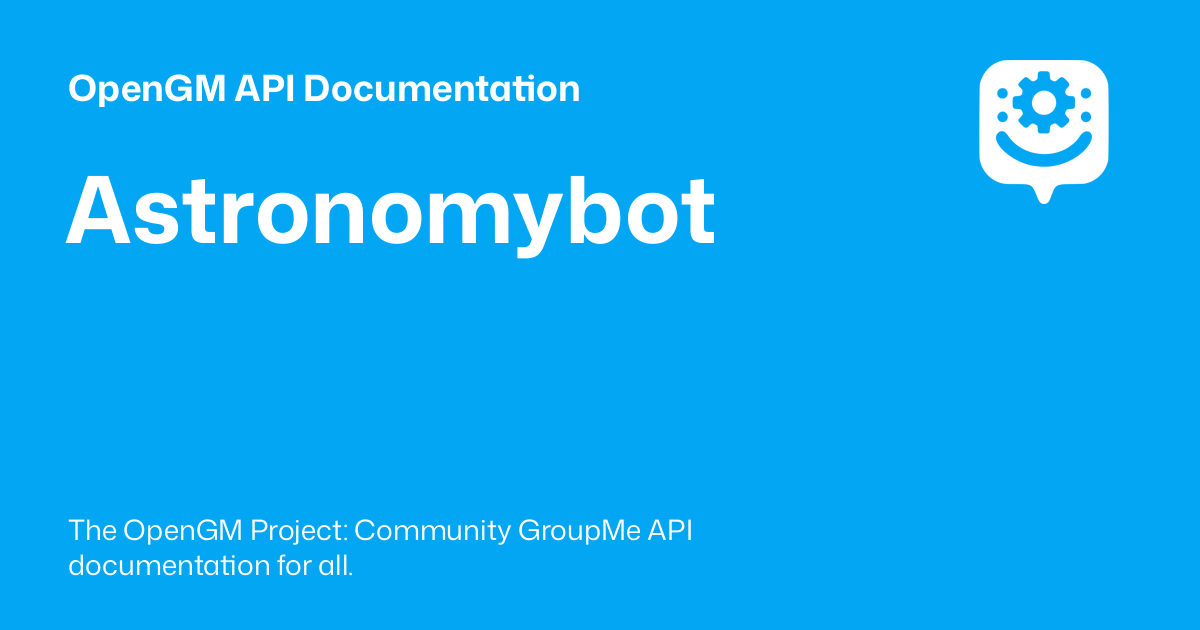 OpenGM API Documentation
Astronomybot
The OpenGM Project: Community GroupMe API
documentation for all.